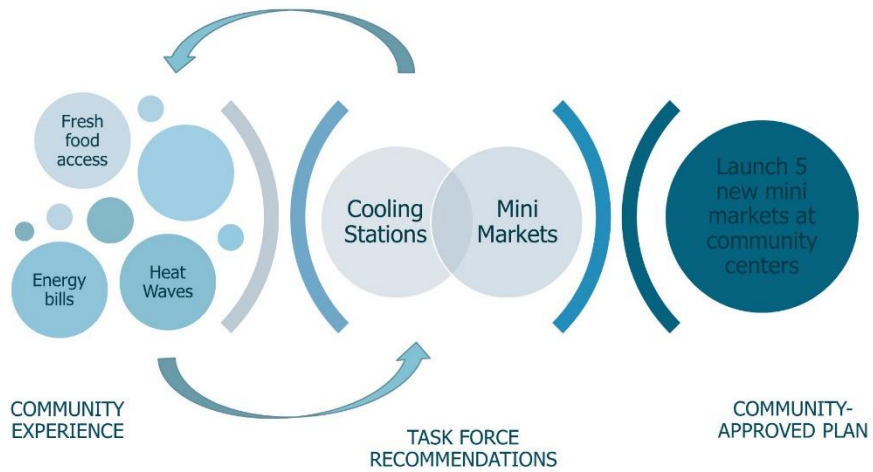 Fresh
food
access
Energy
bills
Heat
Waves
Cooling
Stations
Mini
Markets
Launch 5
new mini
markets at
community
centers
COMMUNITY
EXPERIENCE
TASK FORCE
RECOMMENDATIONS
COMMUNITY-
APPROVED PLAN